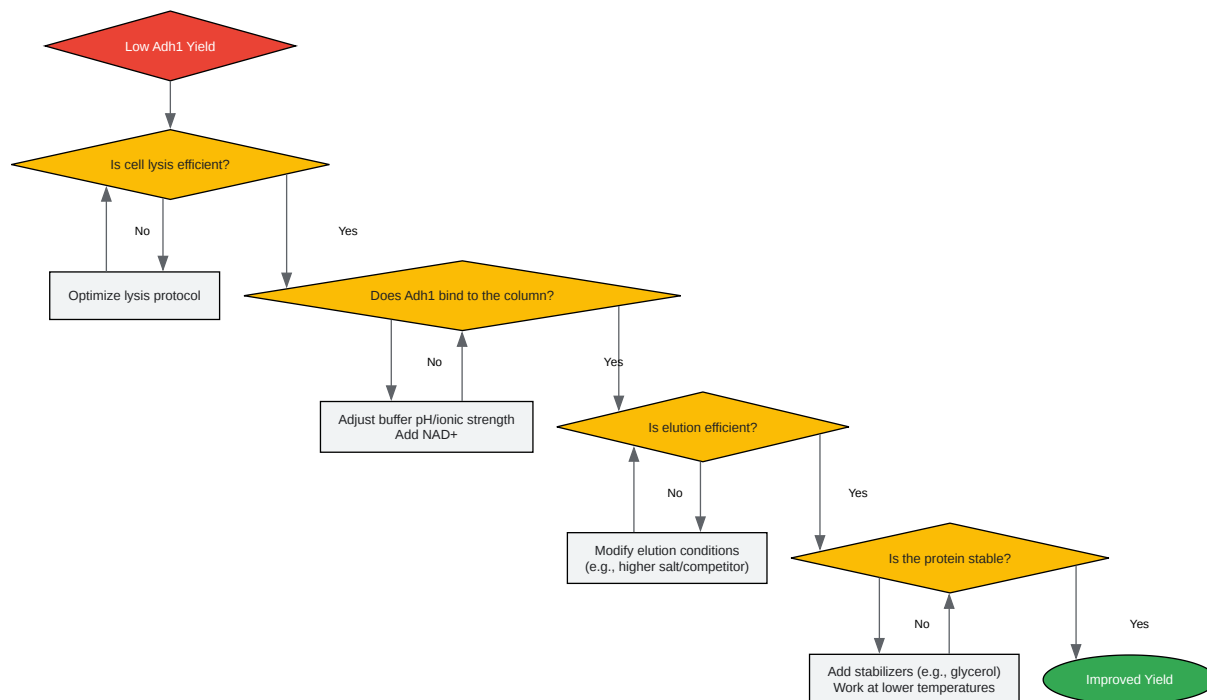 Low Adh1 Yield
Is cell lysis efficient?
No
Yes
Optimize lysis protocol
Does Adh1 bind to the column?
No
Yes
Adjust buffer pH/ionic strength
Add NAD+
Is elution efficient?
No
Yes
Modify elution conditions
(e.g., higher salt/competitor)
Is the protein stable?
No
Yes
Add stabilizers (e.g., glycerol)
Work at lower temperatures
Improved Yield